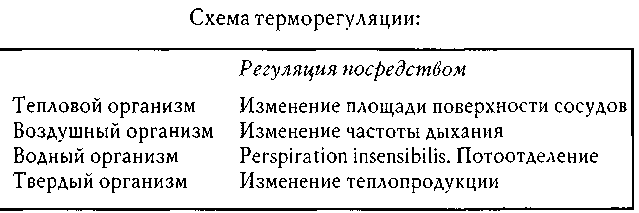 Схема терморегуляции:
Регуляция посредством
Тепловой организм Изменение площади поверхности сосудов
Воздушный организм Изменение частоты дыхания
Водный организм Perspiration insensibilis. Потоотделение
Твердый организм Изменение теплопродукции